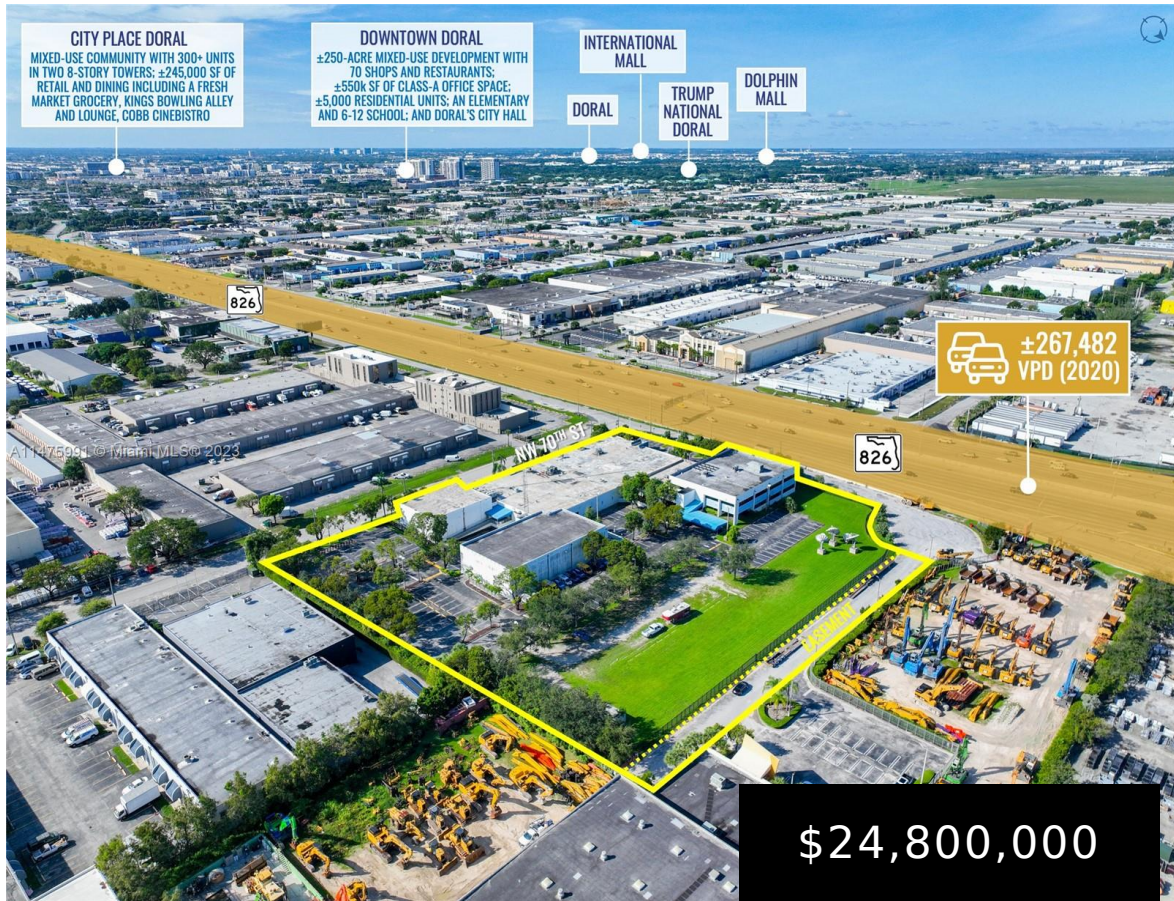 CITY PLACE DORAL
MIXED-USE COMMUNITY WITH 300+ UNITS
IN TWO 8-STORY TOWERS; ±245,000 SF OF
RETAIL AND DINING INCLUDING A FRESH
MARKET GROCERY, KINGS BOWLING ALLEY
AND LOUNGE, COBB CINEBISTRO
DOWNTOWN DORAL
±250-ACRE MIXED-USE DEVELOPMENT WITH
70 SHOPS AND RESTAURANTS;
±550k SF OF CLASS-A OFFICE SPACE;
±5,000 RESIDENTIAL UNITS; AN ELEMENTARY
AND 6-12 SCHOOL; AND DORAL'S CITY HALL
INTERNATIONAL
MALL
DORAL
TRUMP
NATIONAL
DORAL
DOLPHIN
MALL
826
±267,482
VPD (2020)
NW 70TH ST
826
A11475991 © Miami MLS® 2023
EASEMENT
$24,800,000